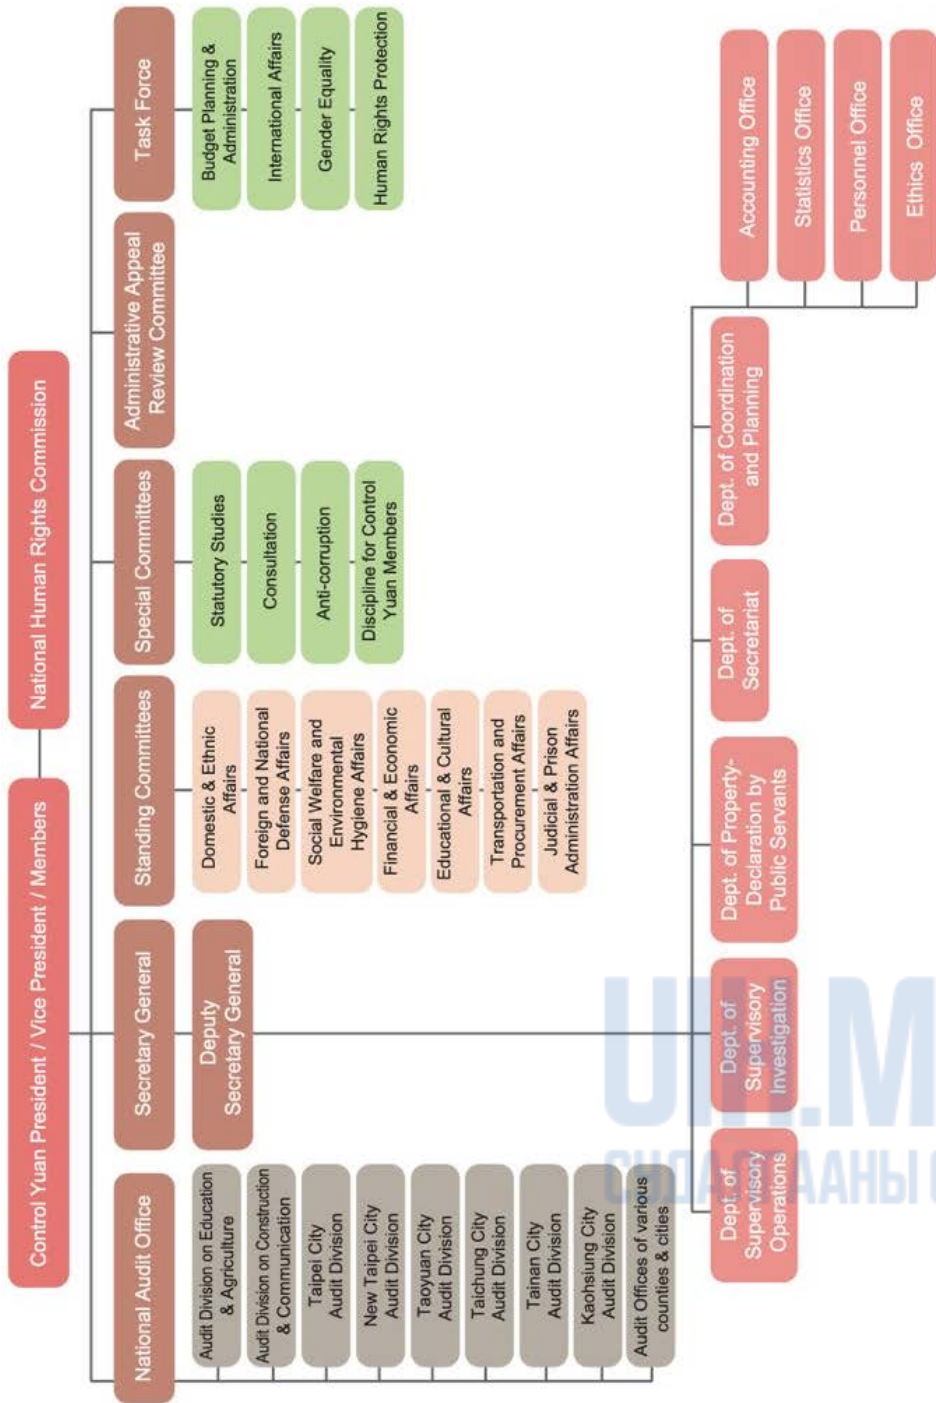 Control Yuan President / Vice President / Members
National Human Rights Commission
National Audit Office
Secretary General
Standing Committees
Special Committees
Administrative Appeal
Review Committee
Task Force
Audit Division on Education
& Agriculture
Audit Division on Construction
& Communication
Taipei City
Audit Division
New Taipei City
Audit Division
Taoyuan City
Audit Division
Taichung City
Audit Division
Tainan City
Audit Division
Kaohsiung City
Audit Division
Audit Offices of various
counties & cities
Deputy
Secretary General
Domestic & Ethnic
Affairs
Foreign and National
Defense Affairs
Social Welfare and
Environmental
Hygiene Affairs
Financial & Economic
Affairs
Educational & Cultural
Affairs
Transportation and
Procurement Affairs
Judicial & Prison
Administration Affairs
Statutory Studies
Consultation
Anti-corruption
Discipline for Control
Yuan Members
Budget Planning &
Administration
International Affairs
Gender Equality
Human Rights Protection
Dept. of
Supervisory
Operations
Dept. of
Supervisory
Investigation
Dept. of Property-
Declaration by
Public Servants
Dept. of
Secretariat
Dept. of Coordination
and Planning
Accounting Office
Statistics Office
Personnel Office
Ethics Office